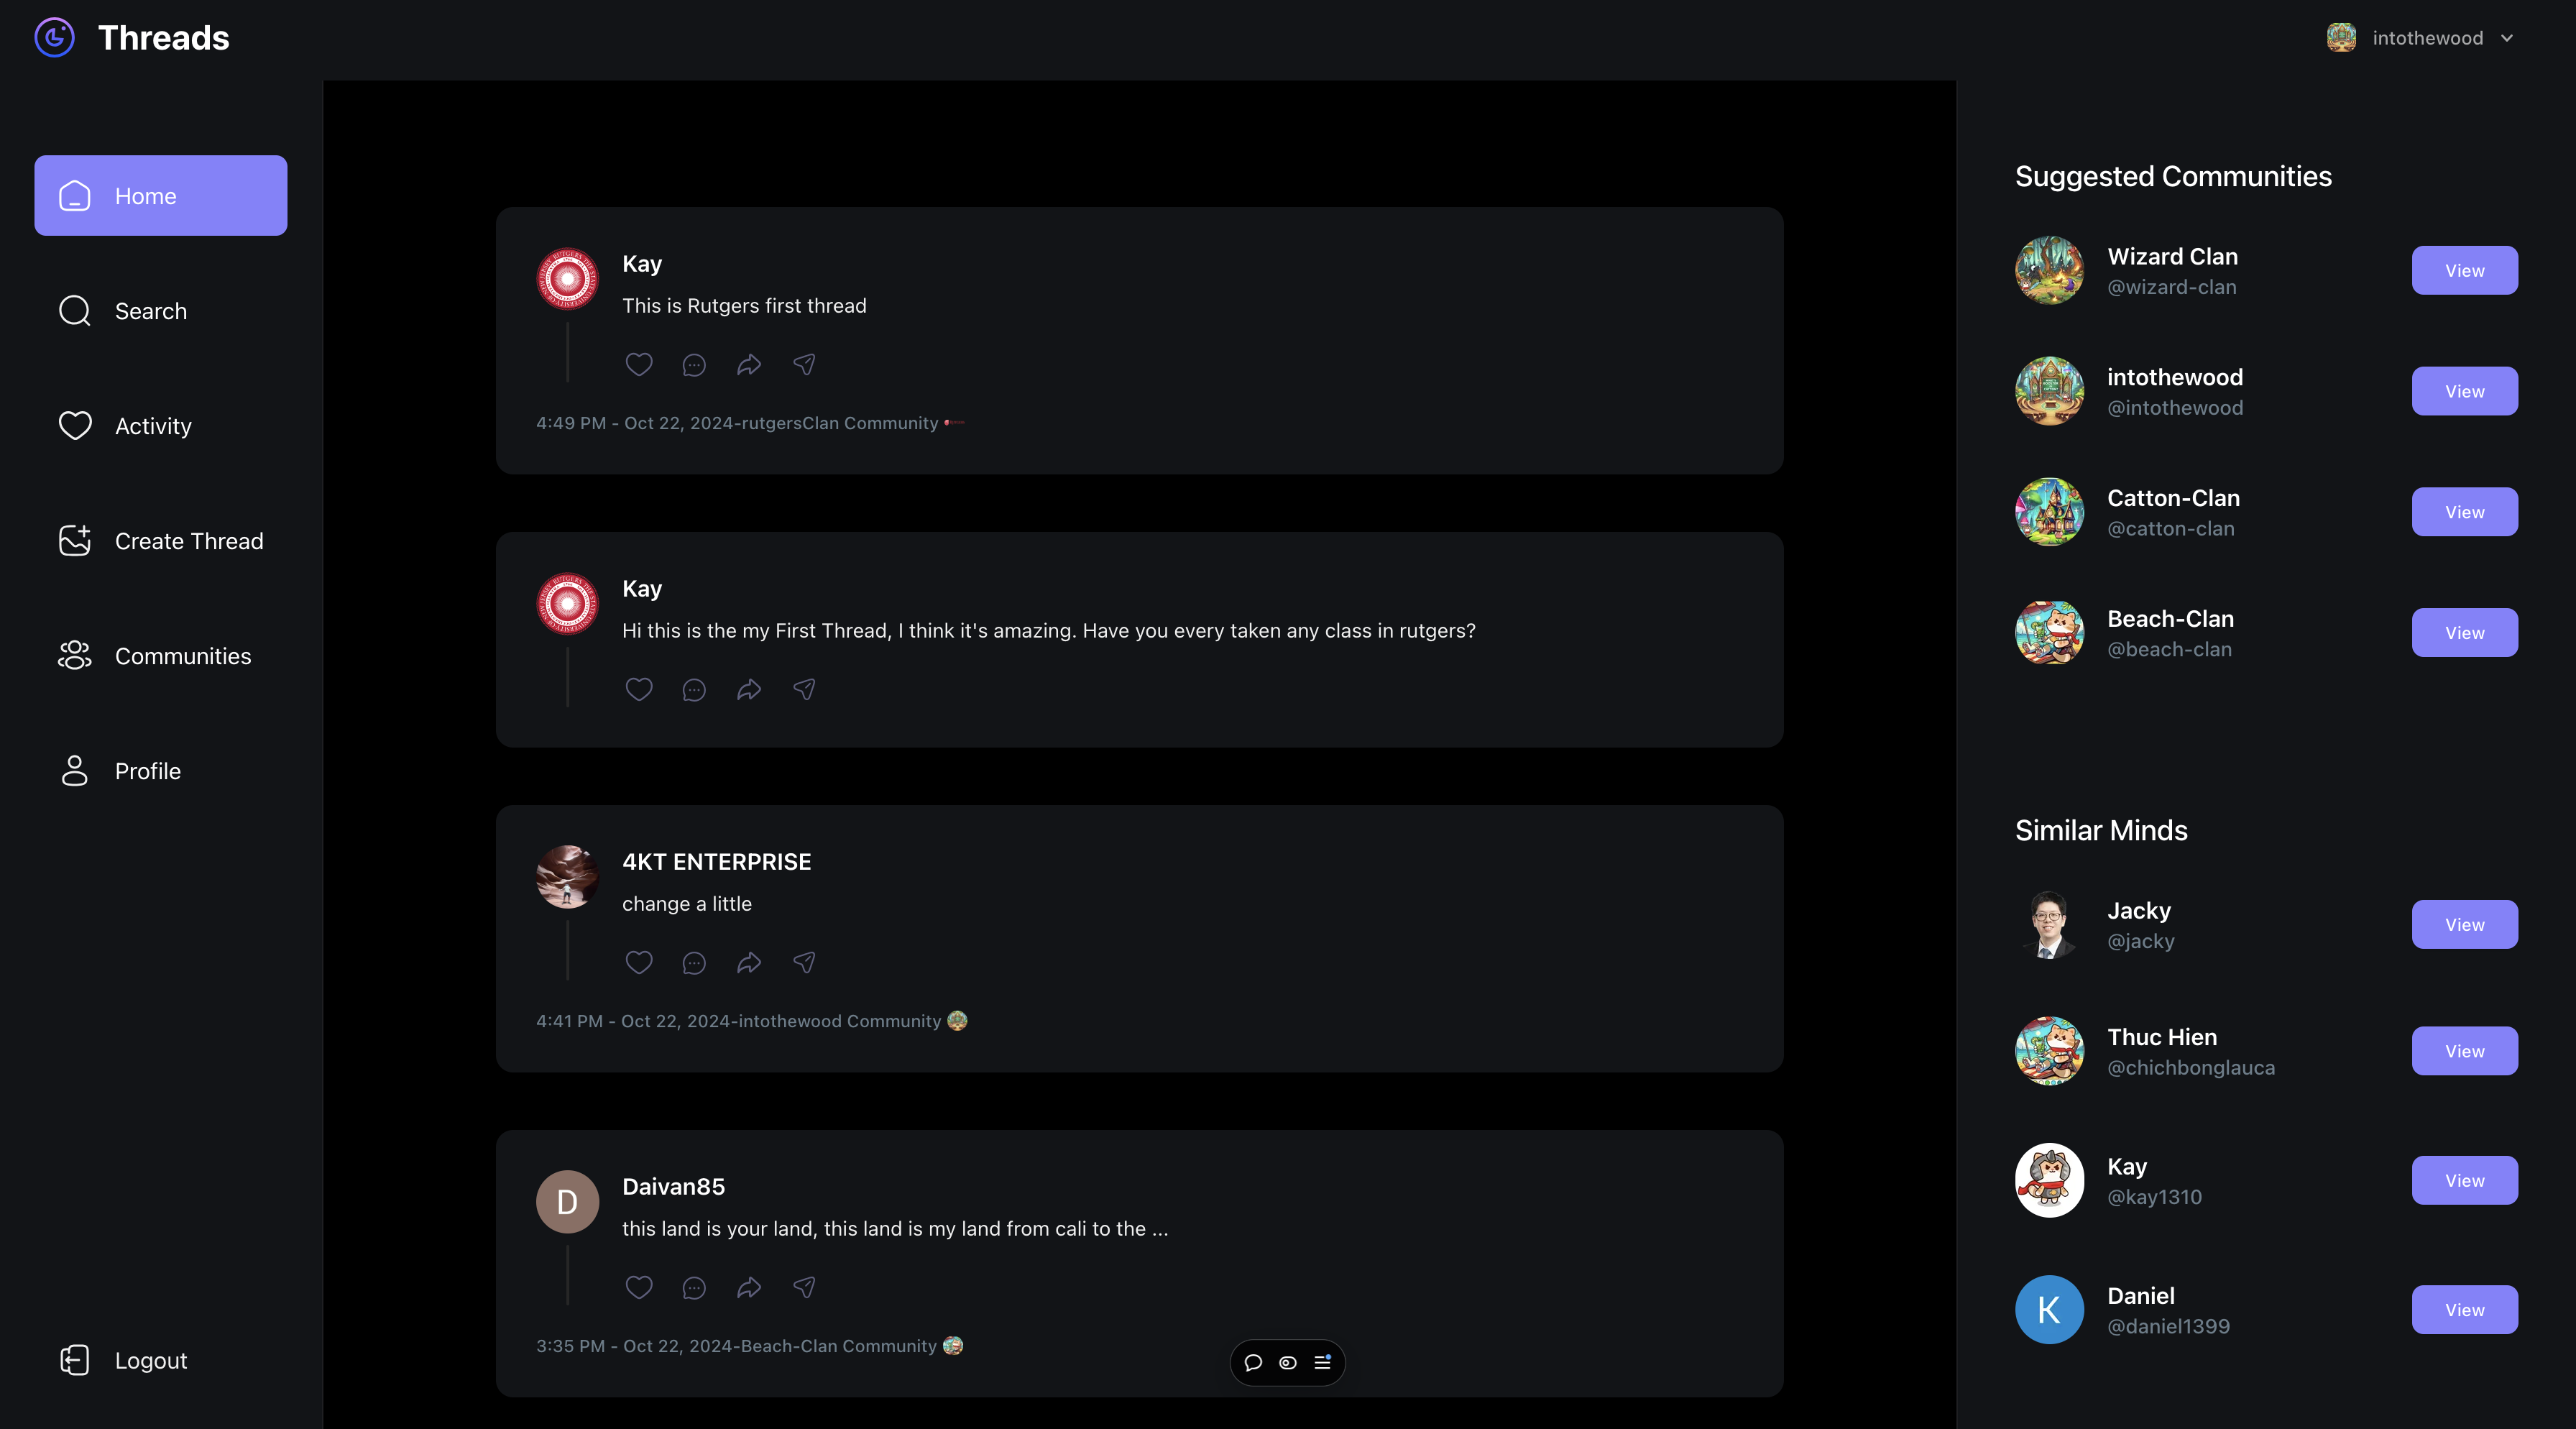 Threads
intothewood
Home
Search
Activity
Create Thread
Communities
Profile
Logout
Kay
This is Rutgers first thread
4:49 PM - Oct 22, 2024-rutgersClan Community
Kay
Hi this is the my First Thread, I think it's amazing. Have you every taken any class in rutgers?
4KT ENTERPRISE
change a little
4:41 PM - Oct 22, 2024-intothewood Community
D
Daivan85
this land is your land, this land is my land from cali to the ...
3:35 PM - Oct 22, 2024-Beach-Clan Community
Suggested Communities
Wizard Clan
@wizard-clan
View
intothewood
@intothewood
View
Catton-Clan
@catton-clan
View
Beach-Clan
@beach-clan
View
Similar Minds
Jacky
@jacky
View
Thuc Hien
@chichbonglauca
View
Kay
@kay1310
View
K
Daniel
@daniel1399
View